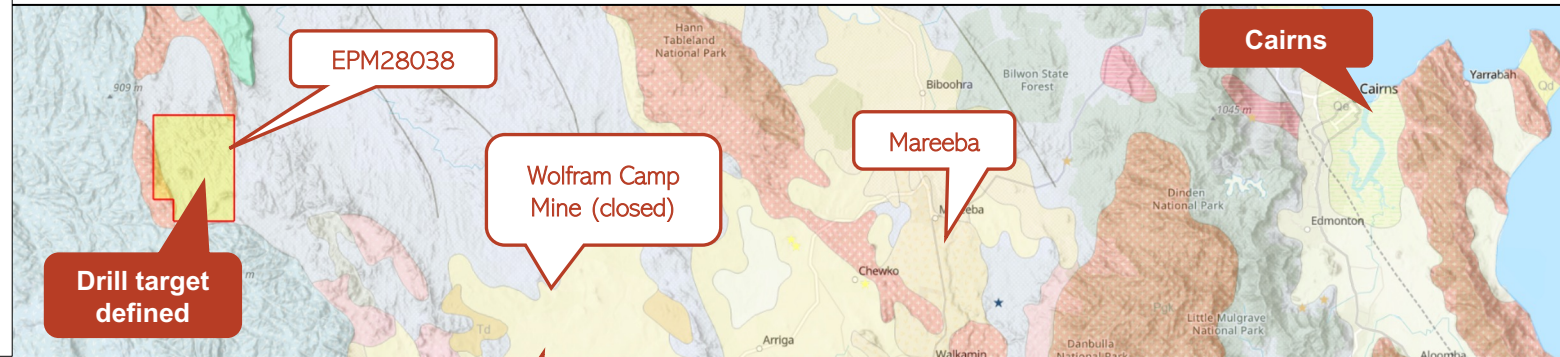 Hann
Tableland
National Park
Cairns
EPM28038
Bilwon State
Forest
Yarrabah
909 m
Biboohra
Cairns
Qd
Qe
1045 m
Mareeba
Wolfram Camp
Mine (closed)
Dinden
National Park
Edmonton
Chewko
Drill target
defined
m
Little Mulgrave
National Park
Td
Arriga
Danbulla
National Park
Walkamin
Aloomba